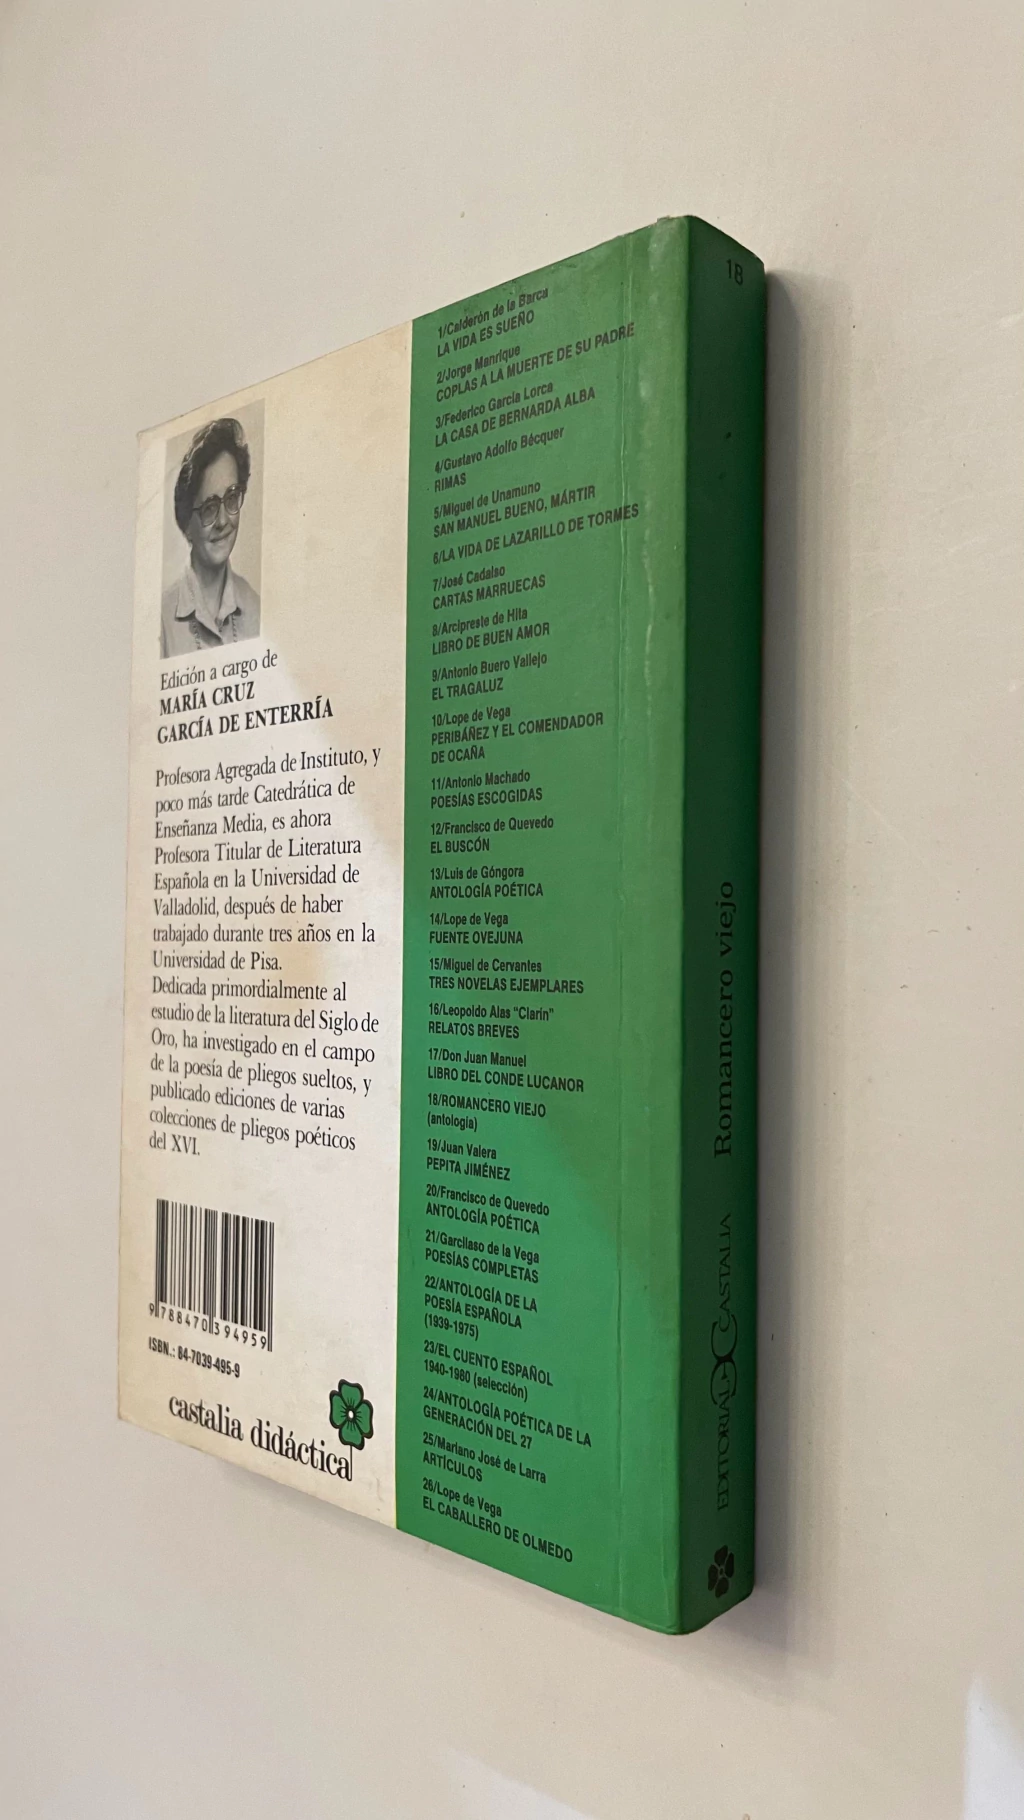 Edición a cargo de
MARÍA CRUZ
GARCÍA DE ENTERRÍA
Profesora Agregada de Instituto, y
poco más tarde Catedrática de
Enseñanza Media, es ahora
Profesora Titular de Literatura
Española en la Universidad de
Valladolid, después de haber
trabajado durante tres años en la
Universidad de Pisa.
Dedicada primordialmente al
estudio de la literatura del Siglo de
Oro, ha investigado en el campo
de la poesía de pliegos sueltos, y
publicado ediciones de varias
colecciones de pliegos poéticos
del XVI.
9788470394959
ISBN.: 84-7039-495-9
castalia didáctica
1/Calderón de la Barca
LA VIDA ES SUEÑO
2/Jorge Manrique
COPLAS A LA MUERTE DE SU PADRE
3/Federico García Lorca
LA CASA DE BERNARDA ALBA
4/Gustavo Adolfo Bécquer
RIMAS
5/Miguel de Unamuno
SAN MANUEL BUENO, MÁRTIR
6/LA VIDA DE LAZARILLO DE TORMES
7/José Cadalso
CARTAS MARRUECAS
8/Arcipreste de Hita
LIBRO DE BUEN AMOR
9/Antonio Buero Vallejo
EL TRAGALUZ
10/Lope de Vega
PERIBÁÑEZ Y EL COMENDADOR
DE OCAÑA
11/Antonio Machado
POESÍAS ESCOGIDAS
12/Francisco de Quevedo
EL BUSCÓN
13/Luis de Góngora
ANTOLOGÍA POÉTICA
14/Lope de Vega
FUENTE OVEJUNA
15/Miguel de Cervantes
TRES NOVELAS EJEMPLARES
16/Leopoldo Alas "Clarín"
RELATOS BREVES
17/Don Juan Manuel
LIBRO DEL CONDE LUCANOR
18/ROMANCERO VIEJO
(antología)
19/Juan Valera
PEPITA JIMÉNEZ
20/Francisco de Quevedo
ANTOLOGÍA POÉTICA
21/Garcilaso de la Vega
POESÍAS COMPLETAS
22/ANTOLOGÍA DE LA
POESÍA ESPAÑOLA
(1939-1975)
23/EL CUENTO ESPAÑOL
1940-1980 (selección)
24/ANTOLOGÍA POÉTICA DE LA
GENERACIÓN DEL 27
25/Mariano José de Larra
ARTÍCULOS
26/Lope de Vega
EL CABALLERO DE OLMEDO
18
Romancero viejo
EDITORIAL CASTALIA